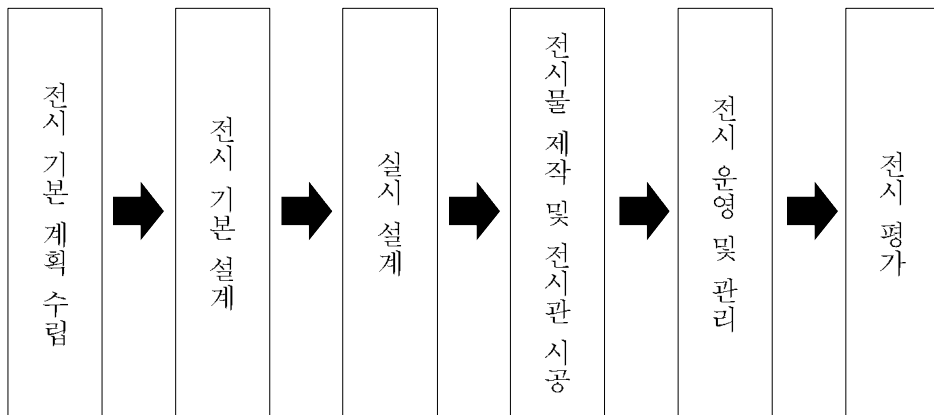 전시 기본 계획 수립
전시 기본 설계
실시 설계
전시물 제작 및 전시관 시공
전시 운영 및 관리
전시 평가